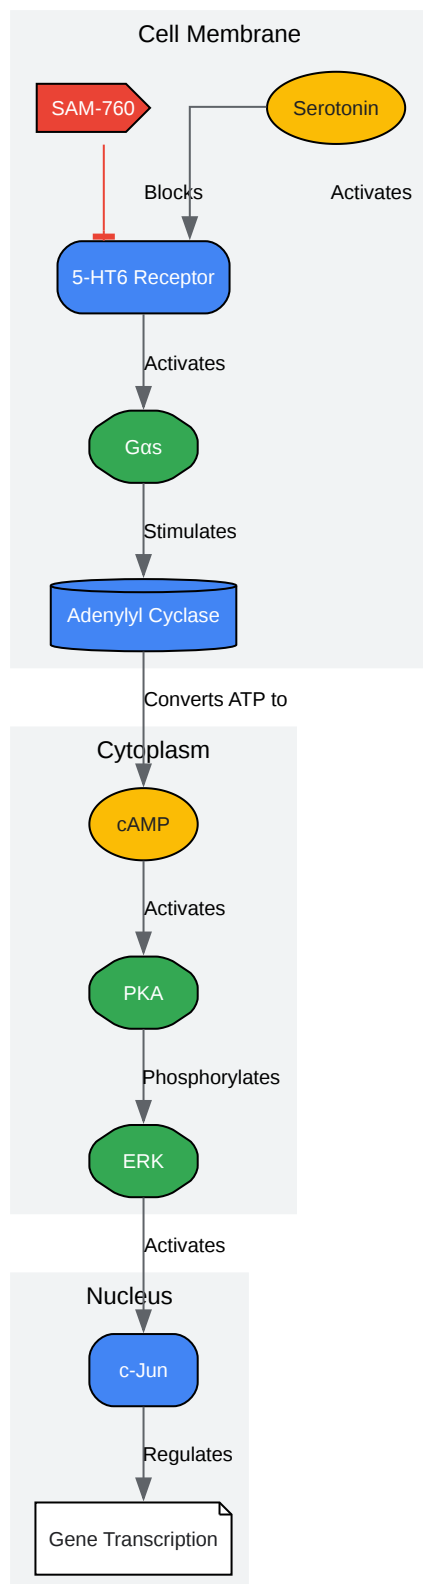 Cell Membrane
SAM-760
Serotonin
Blocks
Activates
5-HT6 Receptor
Activates
Gαs
Stimulates
Adenylyl Cyclase
Converts ATP to
Cytoplasm
cAMP
Activates
PKA
Phosphorylates
ERK
Activates
Nucleus
c-Jun
Regulates
Gene Transcription